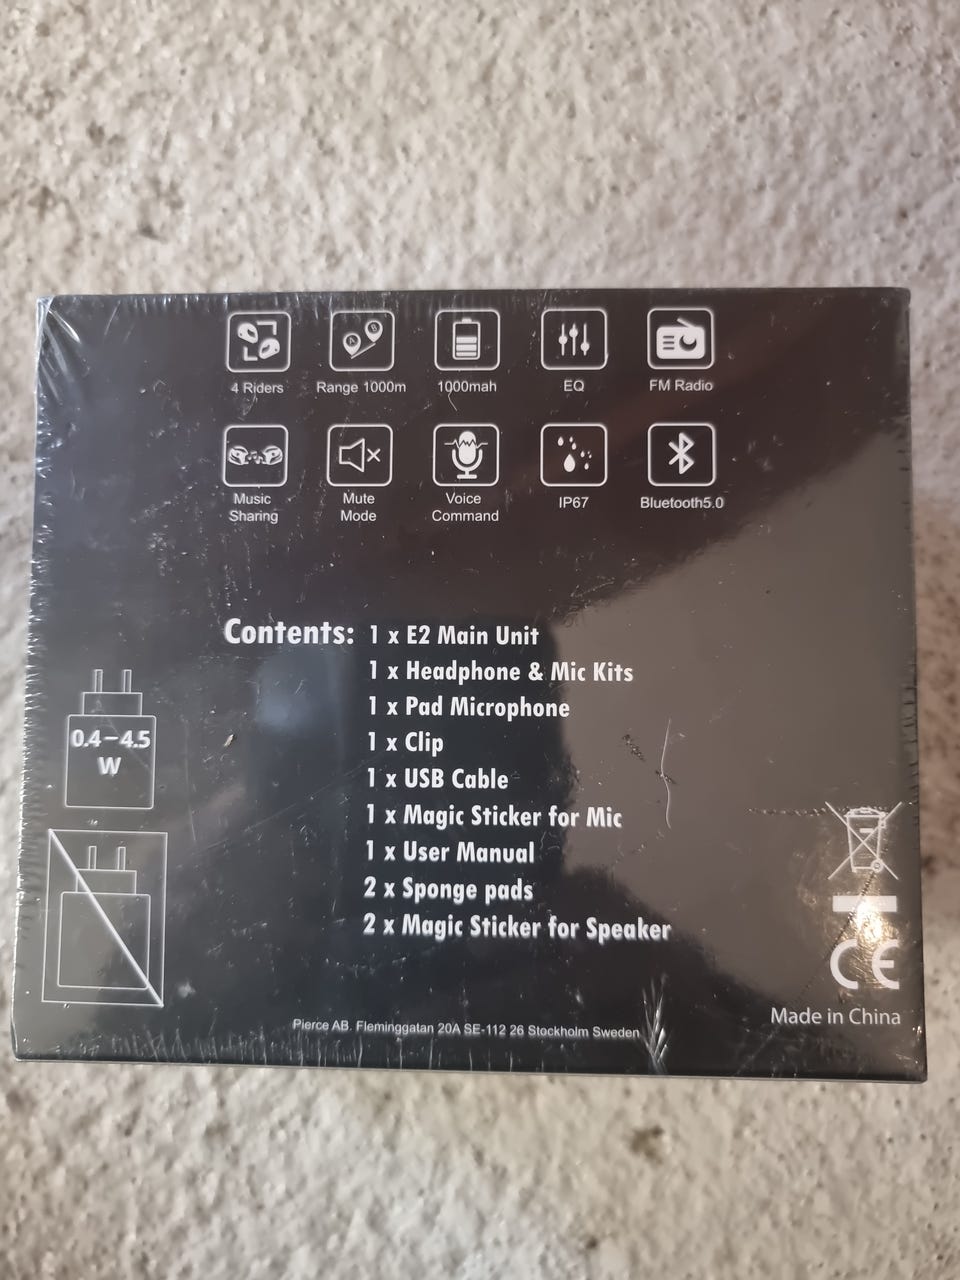 4 Riders
Range 1000m
1000mah
EQ
FM Radio
Music
Sharing
Mute
Mode
Voice
Command
IP67
Bluetooth5.0
Contents: 1 x E2 Main Unit
1 x Headphone & Mic Kits
1 x Pad Microphone
1 x Clip
1 x USB Cable
1 x Magic Sticker for Mic
1 x User Manual
2 x Sponge pads
2 x Magic Sticker for Speaker
0.4-4.5
W
CE
Made in China
Pierce AB. Fleminggatan 20A SE-112 26 Stockholm Sweden